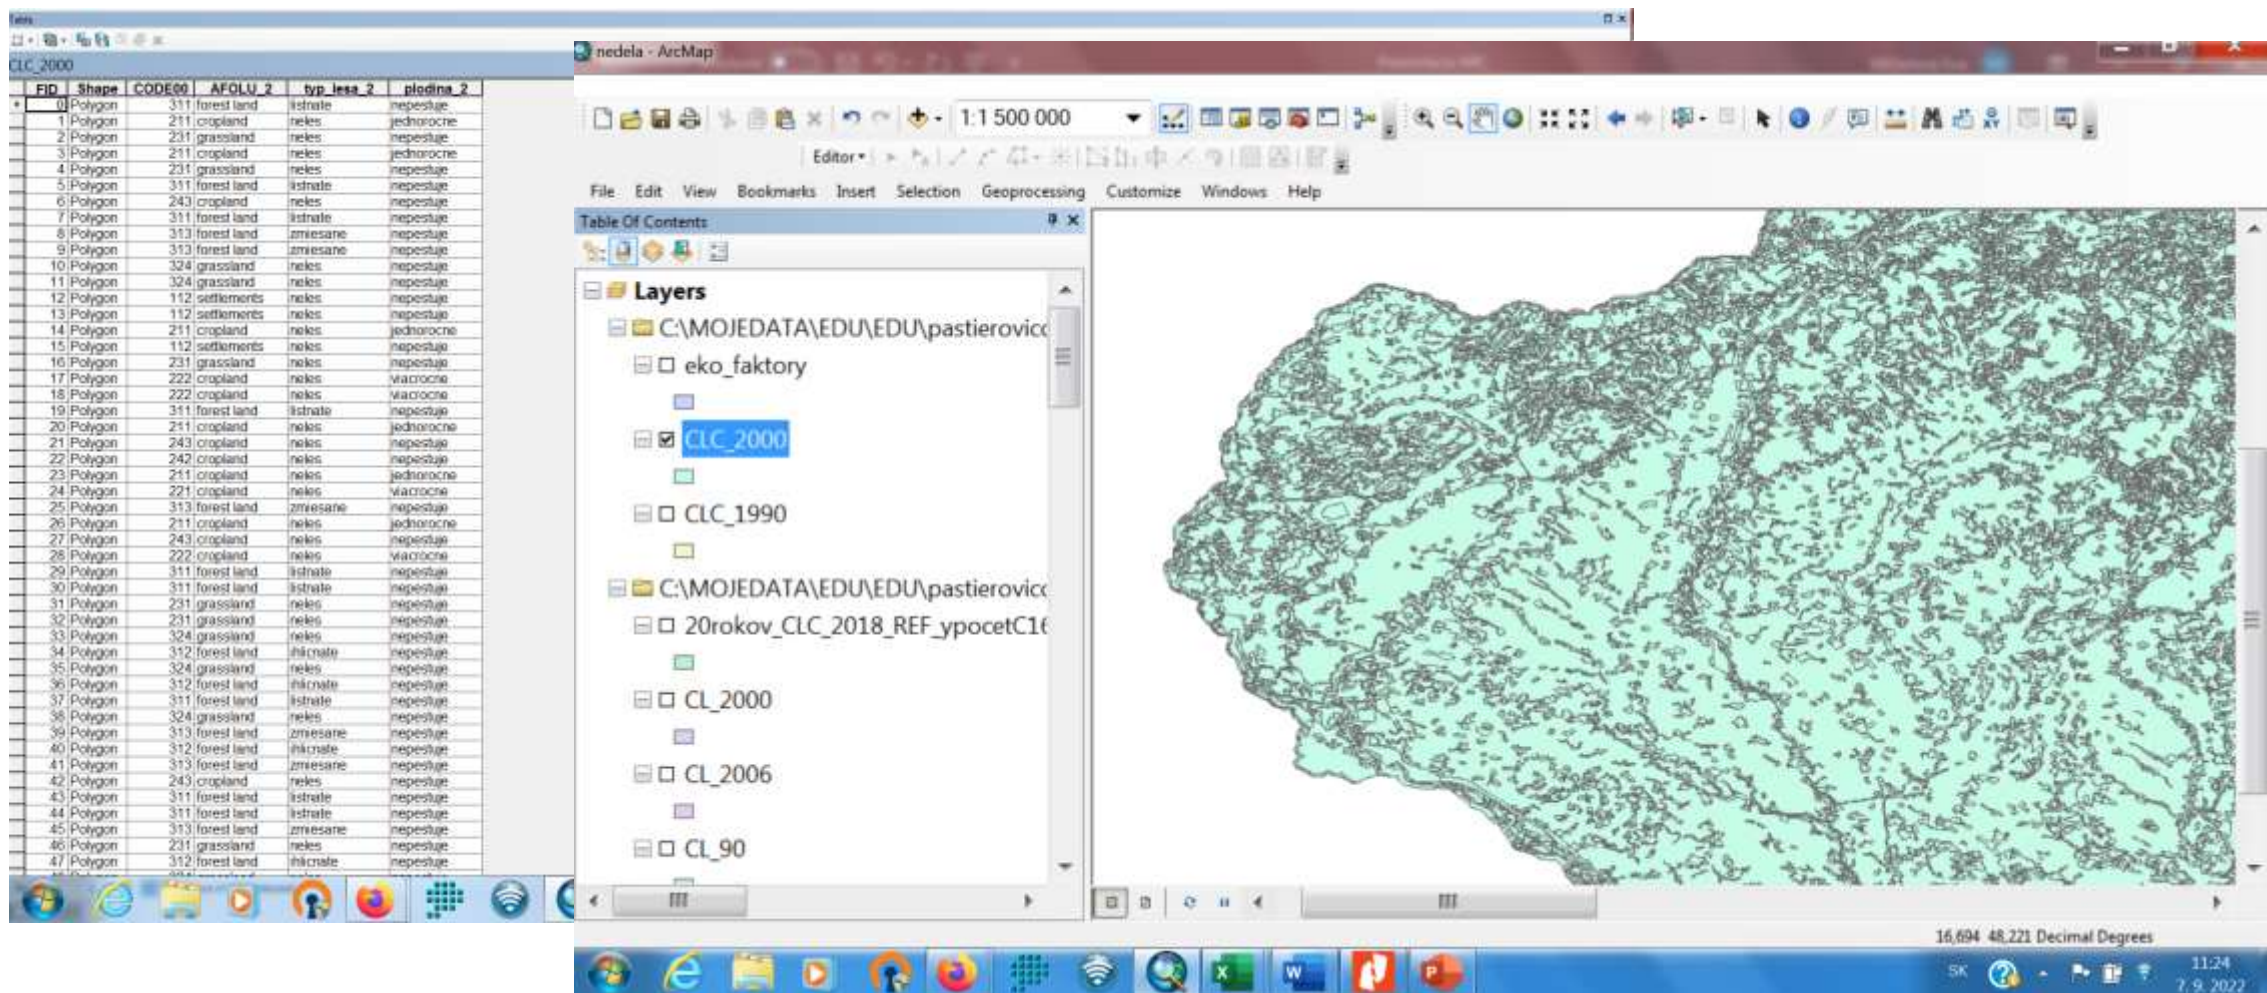 Table
CLC_2000
FID Shape CODE00 AFOLU_2 typ_lesa_2 plodina_2
0 Polygon 311 forest land listnate nepestuje
1 Polygon 211 cropland neles jednorocne
2 Polygon 231 grassland neles nepestuje
3 Polygon 211 cropland neles jednorocne
4 Polygon 231 grassland neles nepestuje
5 Polygon 311 forest land listnate nepestuje
6 Polygon 243 cropland neles nepestuje
7 Polygon 311 forest land listnate nepestuje
8 Polygon 313 forest land zmiesane nepestuje
9 Polygon 313 forest land zmiesane nepestuje
10 Polygon 324 grassland neles nepestuje
11 Polygon 324 grassland neles nepestuje
12 Polygon 112 settlements neles nepestuje
13 Polygon 112 settlements neles nepestuje
14 Polygon 211 cropland neles jednorocne
15 Polygon 112 settlements neles nepestuje
16 Polygon 231 grassland neles nepestuje
17 Polygon 222 cropland neles viacrocne
18 Polygon 222 cropland neles viacrocne
19 Polygon 311 forest land listnate nepestuje
20 Polygon 211 cropland neles jednorocne
21 Polygon 243 cropland neles nepestuje
22 Polygon 242 cropland neles nepestuje
23 Polygon 211 cropland neles jednorocne
24 Polygon 221 cropland neles viacrocne
25 Polygon 313 forest land zmiesane nepestuje
26 Polygon 211 cropland neles jednorocne
27 Polygon 243 cropland neles nepestuje
28 Polygon 222 cropland neles viacrocne
29 Polygon 311 forest land listnate nepestuje
30 Polygon 311 forest land listnate nepestuje
31 Polygon 231 grassland neles nepestuje
32 Polygon 231 grassland neles nepestuje
33 Polygon 324 grassland neles nepestuje
34 Polygon 312 forest land ihlicnate nepestuje
35 Polygon 324 grassland neles nepestuje
36 Polygon 312 forest land ihlicnate nepestuje
37 Polygon 311 forest land listnate nepestuje
38 Polygon 324 grassland neles nepestuje
39 Polygon 313 forest land zmiesane nepestuje
40 Polygon 312 forest land ihlicnate nepestuje
41 Polygon 313 forest land zmiesane nepestuje
42 Polygon 243 cropland neles nepestuje
43 Polygon 311 forest land listnate nepestuje
44 Polygon 311 forest land listnate nepestuje
45 Polygon 313 forest land zmiesane nepestuje
46 Polygon 231 grassland neles nepestuje
47 Polygon 312 forest land ihlicnate nepestuje
nedela - ArcMap
1:1 500 000
Editor
File Edit View Bookmarks Insert Selection Geoprocessing Customize Windows Help
Table Of Contents
Layers
C:\MOJEDATA\EDU\EDU\pastierovicc
eko_faktory
CLC_2000
CLC_1990
C:\MOJEDATA\EDU\EDU\pastierovicc
20rokov_CLC_2018_REF_ypocetC16
CL_2000
CL_2006
CL_90
16,694 48,221 Decimal Degrees
SK
11:24
7. 9. 2022